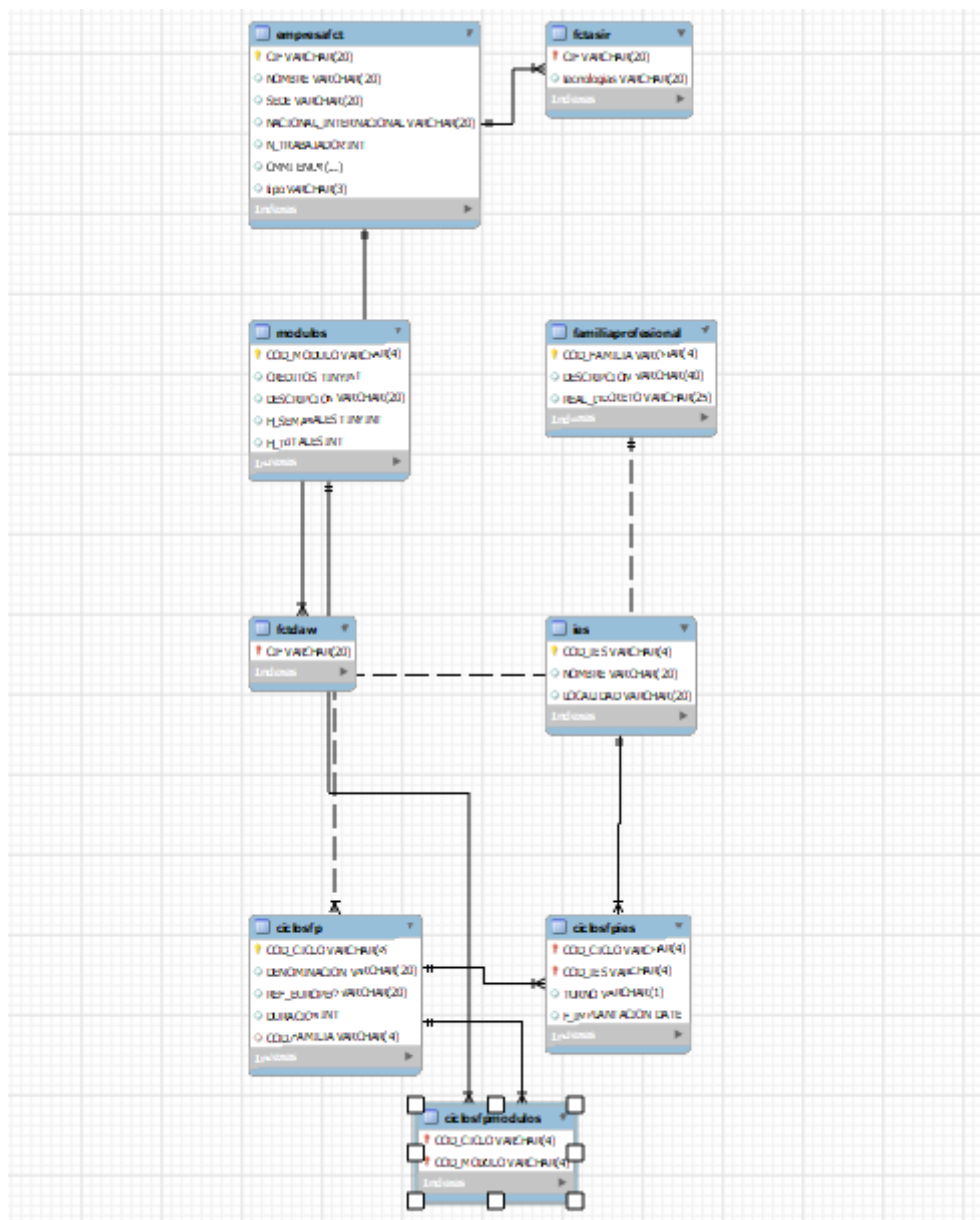 empresafct
CIF VARCHAR(20)
NOMBRE VARCHAR(20)
SEDE VARCHAR(20)
NACIONAL_INTERNACIONAL VARCHAR(20)
N_TRABAJADOR INT
CMMI ENUM(...)
tipo VARCHAR(3)
Indexes
fctasir
CIF VARCHAR(20)
tecnologias VARCHAR(20)
Indexes
modulos
COD_MODULO VARCHAR(4)
CREDITOS TINYINT
DESCRIPCION VARCHAR(20)
H_SEMANALES TINYINT
H_TOTALES INT
Indexes
familiaprofesional
COD_FAMILIA VARCHAR(4)
DESCRIPCION VARCHAR(40)
REAL_DECRETO VARCHAR(25)
Indexes
fctdaw
CIF VARCHAR(20)
Indexes
ies
COD_IES VARCHAR(4)
NOMBRE VARCHAR(20)
LOCALIDAD VARCHAR(20)
Indexes
ciclosfp
COD_CICLO VARCHAR(4)
DENOMINACION VARCHAR(20)
REF_EUROPEA VARCHAR(20)
DURACION INT
COD_FAMILIA VARCHAR(4)
Indexes
ciclosfpies
COD_CICLO VARCHAR(4)
COD_IES VARCHAR(4)
TURNO VARCHAR(1)
F_IMPLANTACION DATE
Indexes
ciclosfpmodulos
COD_CICLO VARCHAR(4)
COD_MODULO VARCHAR(4)
Indexes